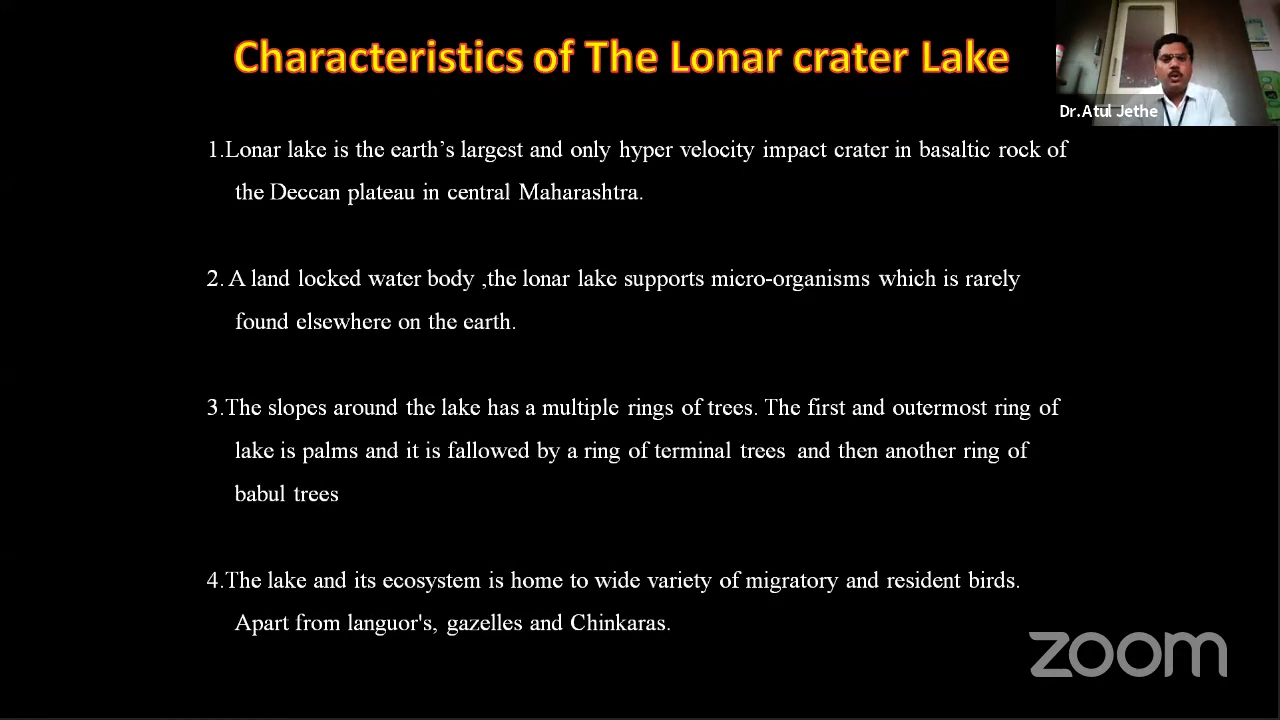 Characteristics of The Lonar crater Lake
Dr.Atul Jethe
1.Lonar lake is the earth's largest and only hyper velocity impact crater in basaltic rock of
the Deccan plateau in central Maharashtra.
2. A land locked water body ,the lonar lake supports micro-organisms which is rarely
found elsewhere on the earth.
3.The slopes around the lake has a multiple rings of trees. The first and outermost ring of
lake is palms and it is fallowed by a ring of terminal trees and then another ring of
babul trees
4.The lake and its ecosystem is home to wide variety of migratory and resident birds.
Apart from languor's, gazelles and Chinkaras.
zoom